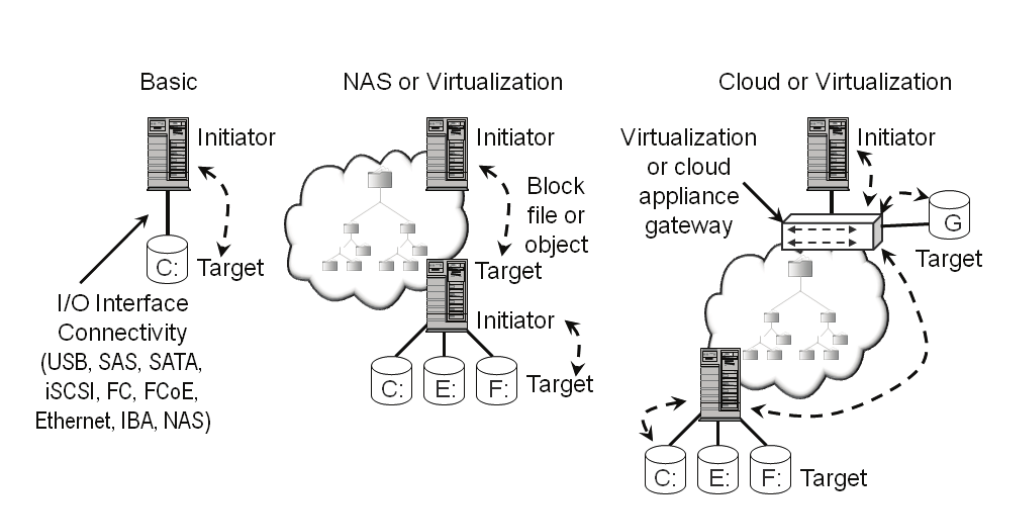 Basic
Initiator
C:
Target
I/O Interface
Connectivity
(USB, SAS, SATA,
iSCSI, FC, FCoE,
Ethernet, IBA, NAS)
NAS or Virtualization
Initiator
Block
file or
object
Target
Initiator
C:
E:
F:
Target
Cloud or Virtualization
Virtualization
or cloud
appliance
gateway
Initiator
G
Target
C:
E:
F:
Target